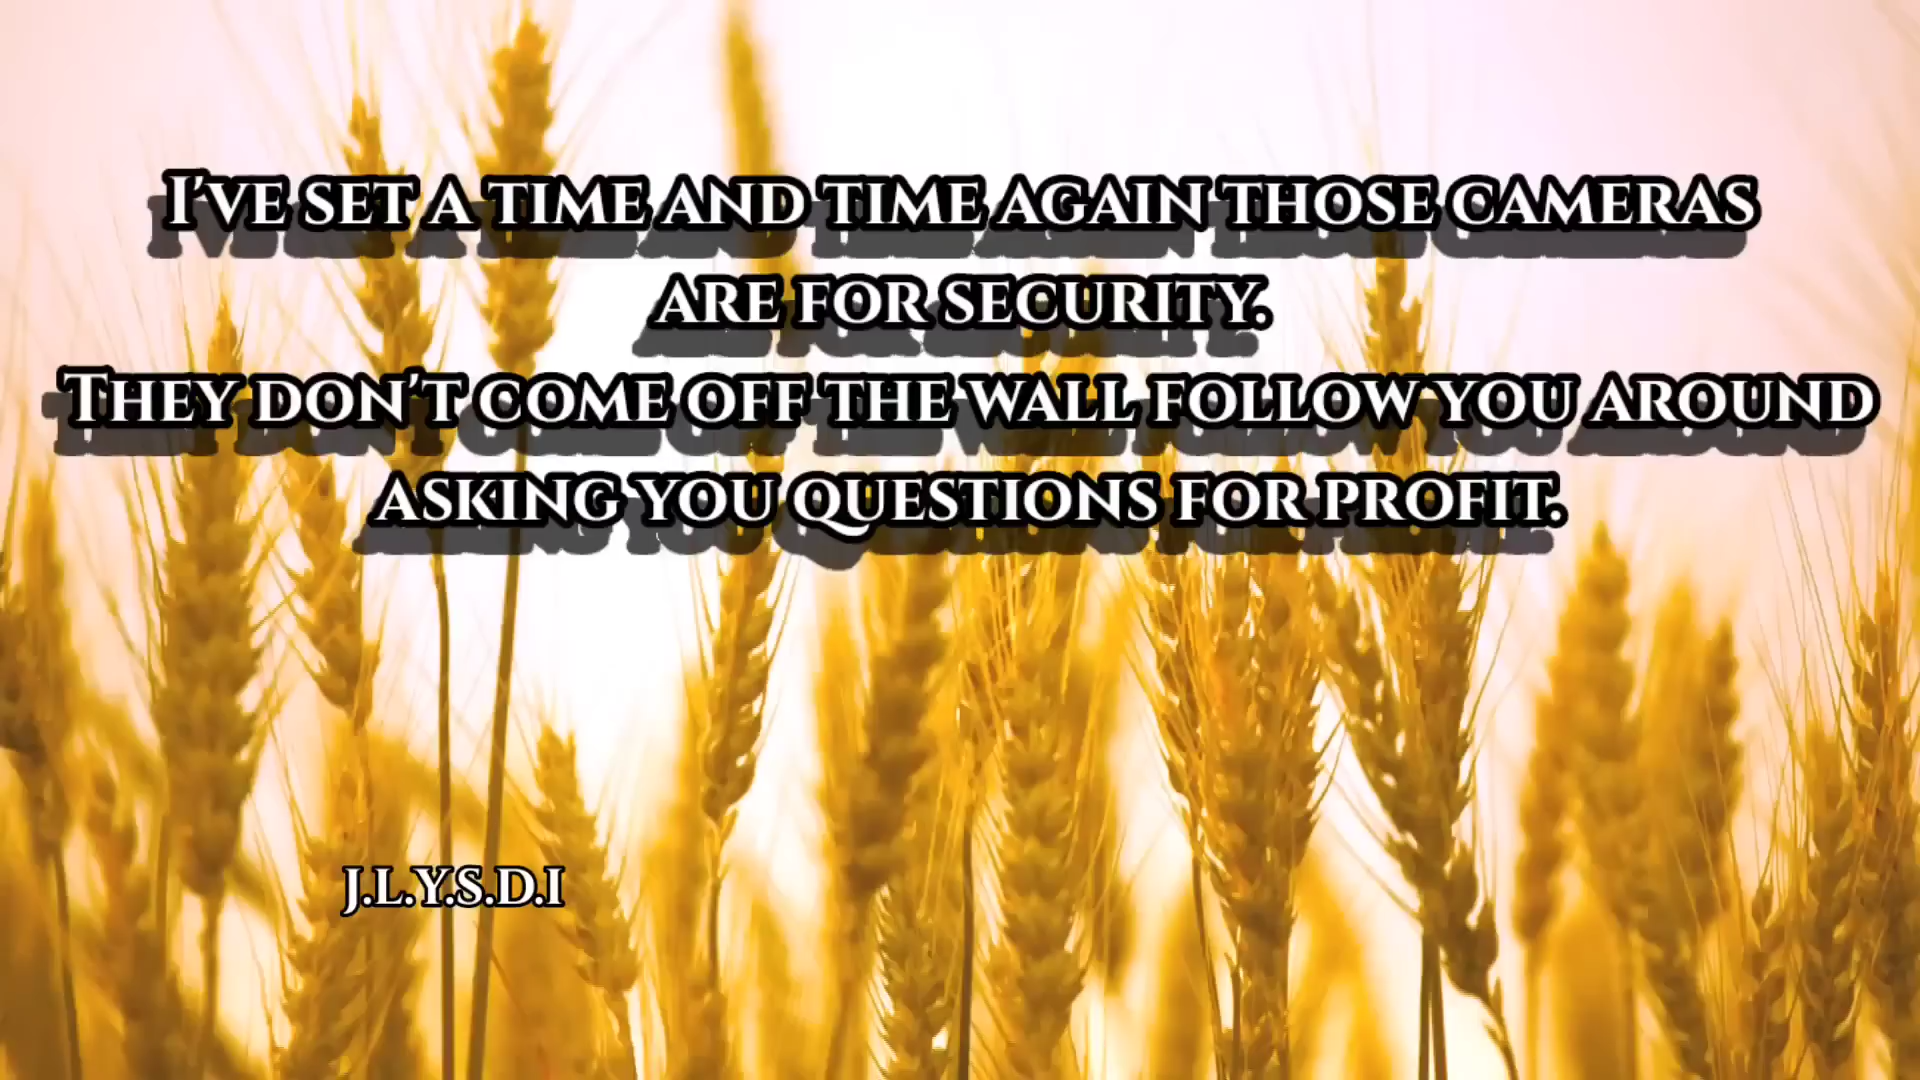 I've set a time and time again those cameras
are for security.
They don't come off the wall follow you around
asking you questions for profit.
J.L.Y.S.D.I